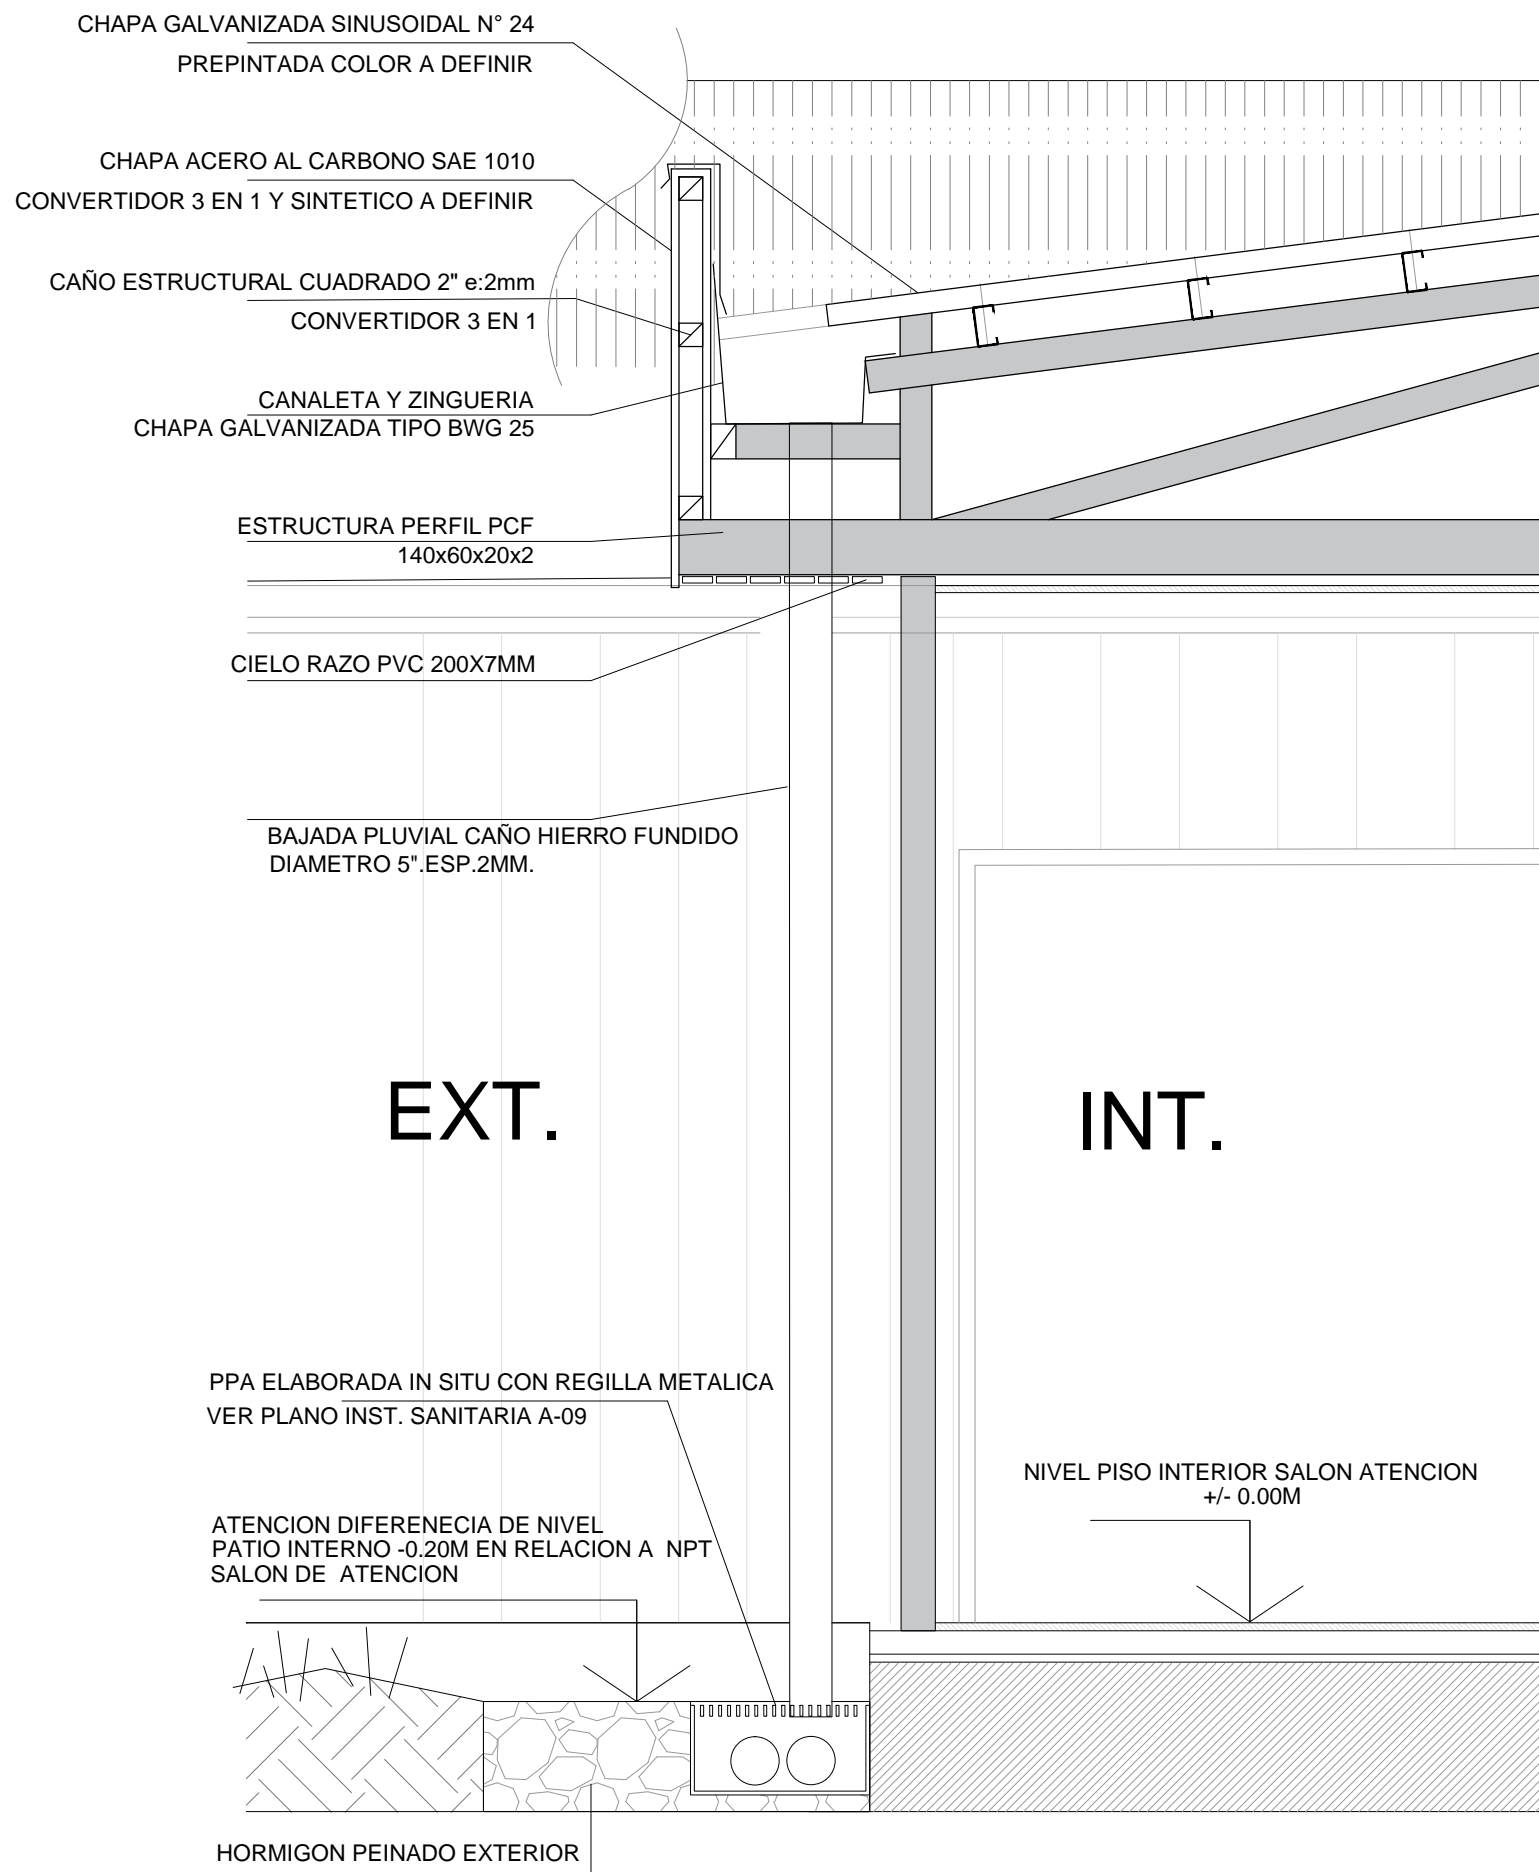 CHAPA GALVANIZADA SINUSOIDAL N° 24
PREPINTADA COLOR A DEFINIR
CHAPA ACERO AL CARBONO SAE 1010
CONVERTIDOR 3 EN 1 Y SINTETICO A DEFINIR
CAÑO ESTRUCTURAL CUADRADO 2" e:2mm
CONVERTIDOR 3 EN 1
CANALETA Y ZINGUERIA
CHAPA GALVANIZADA TIPO BWG 25
ESTRUCTURA PERFIL PCF
140x60x20x2
CIELO RAZO PVC 200X7MM
BAJADA PLUVIAL CAÑO HIERRO FUNDIDO
DIAMETRO 5".ESP.2MM.
EXT.
INT.
PPA ELABORADA IN SITU CON REGILLA METALICA
VER PLANO INST. SANITARIA A-09
NIVEL PISO INTERIOR SALON ATENCION
+/- 0.00M
ATENCION DIFERENECIA DE NIVEL
PATIO INTERNO -0.20M EN RELACION A NPT
SALON DE ATENCION
HORMIGON PEINADO EXTERIOR